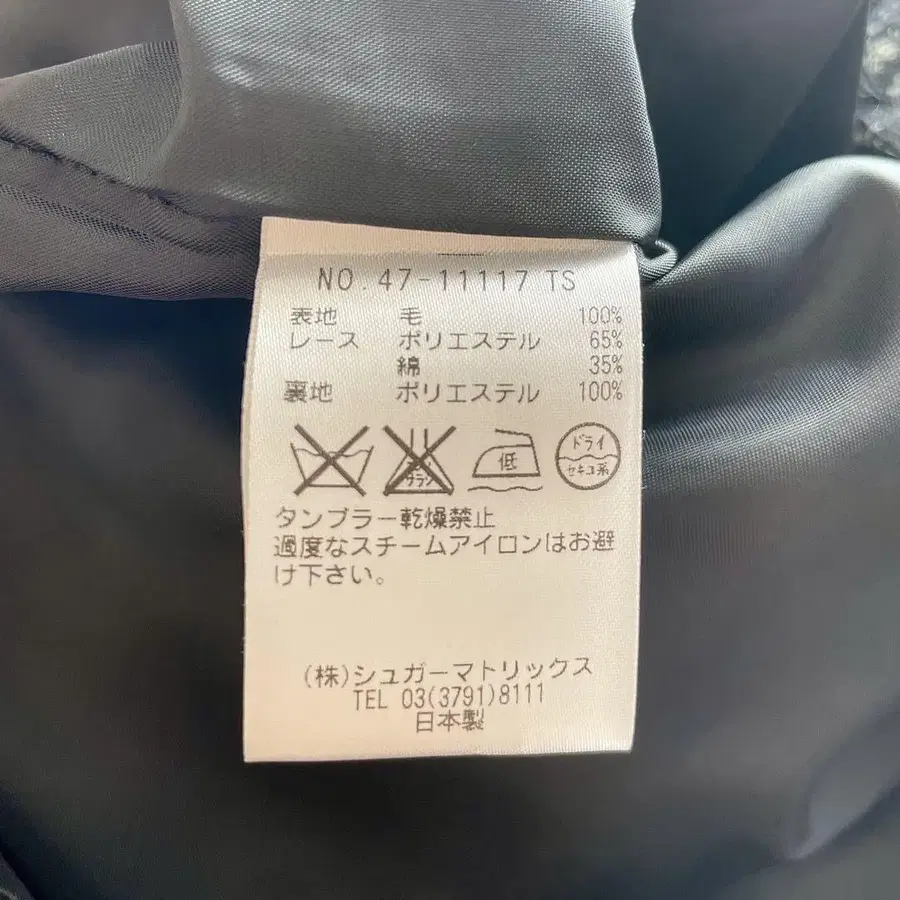 NO. 47-11117 TS
表地 毛 100%
レース ポリエステル 65%
綿 35%
裏地 ポリエステル 100%
サラシ 低 ドライ
セキユ系
タンブラー乾燥禁止
過度なスチームアイロンはお避
け下さい。
(株)シュガーマトリックス
TEL 03(3791)8111
日本製